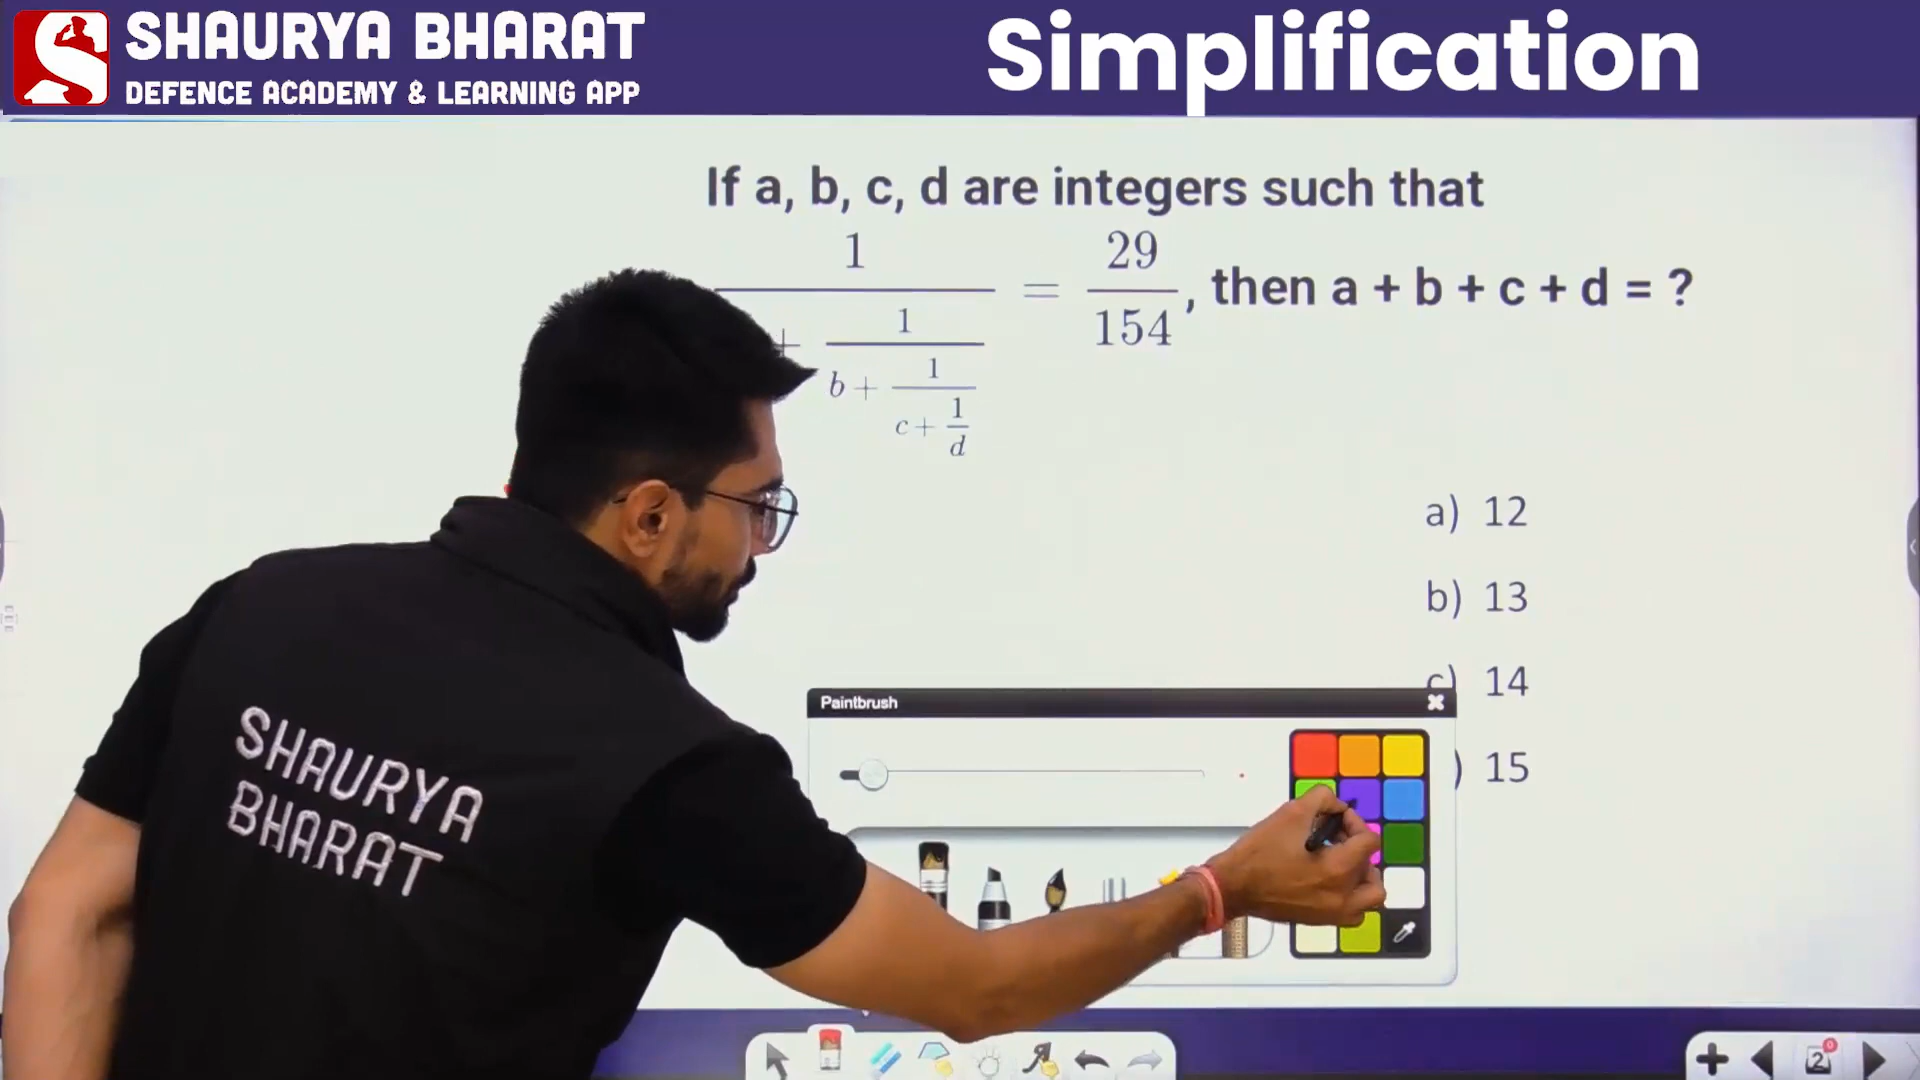 SHAURYA BHARAT
DEFENCE ACADEMY & LEARNING APP
Simplification
If a, b, c, d are integers such that
1
+ 1
b + 1
c + 1
d
= 29
154
, then a + b + c + d = ?
a) 12
b) 13
c) 14
) 15
Paintbrush
SHAURYA
BHARAT
2